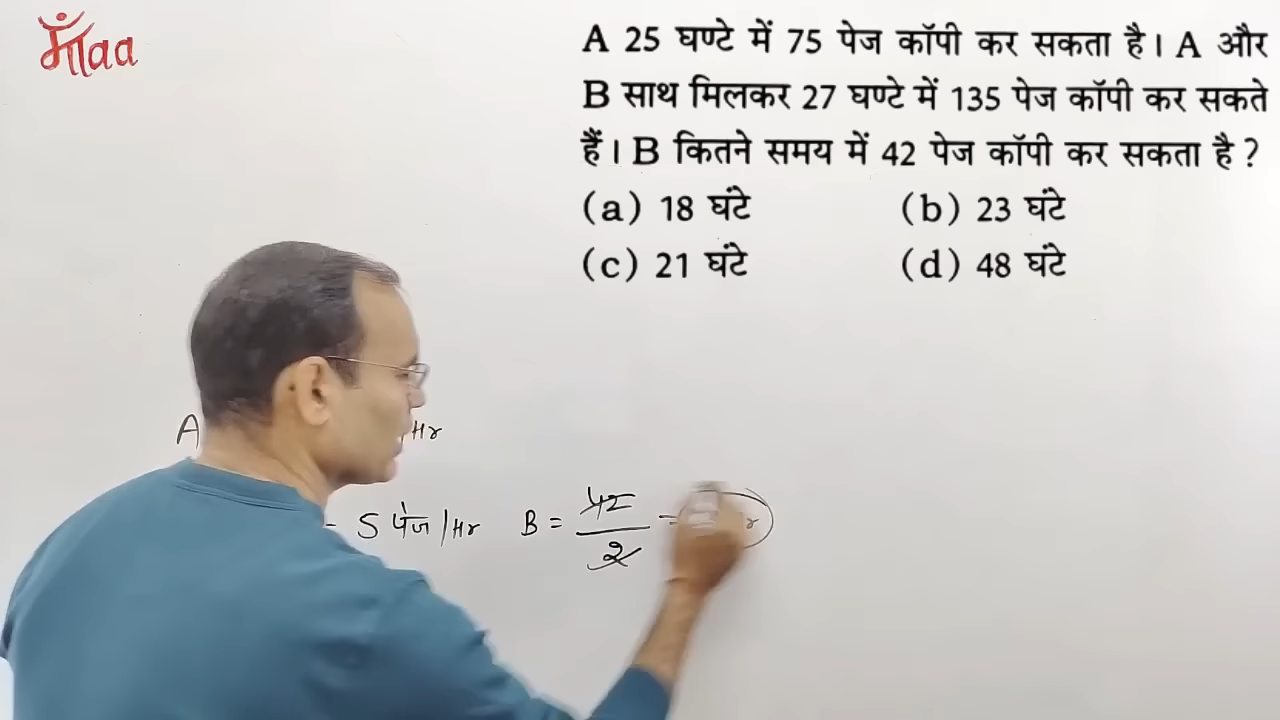 माँaa
A 25 घण्टे में 75 पेज कॉपी कर सकता है। A और
B साथ मिलकर 27 घण्टे में 135 पेज कॉपी कर सकते
हैं। B कितने समय में 42 पेज कॉपी कर सकता है ?
(a) 18 घंटे (b) 23 घंटे
(c) 21 घंटे (d) 48 घंटे
A /Hr
- 5 पेज/Hr B = 42/2 =